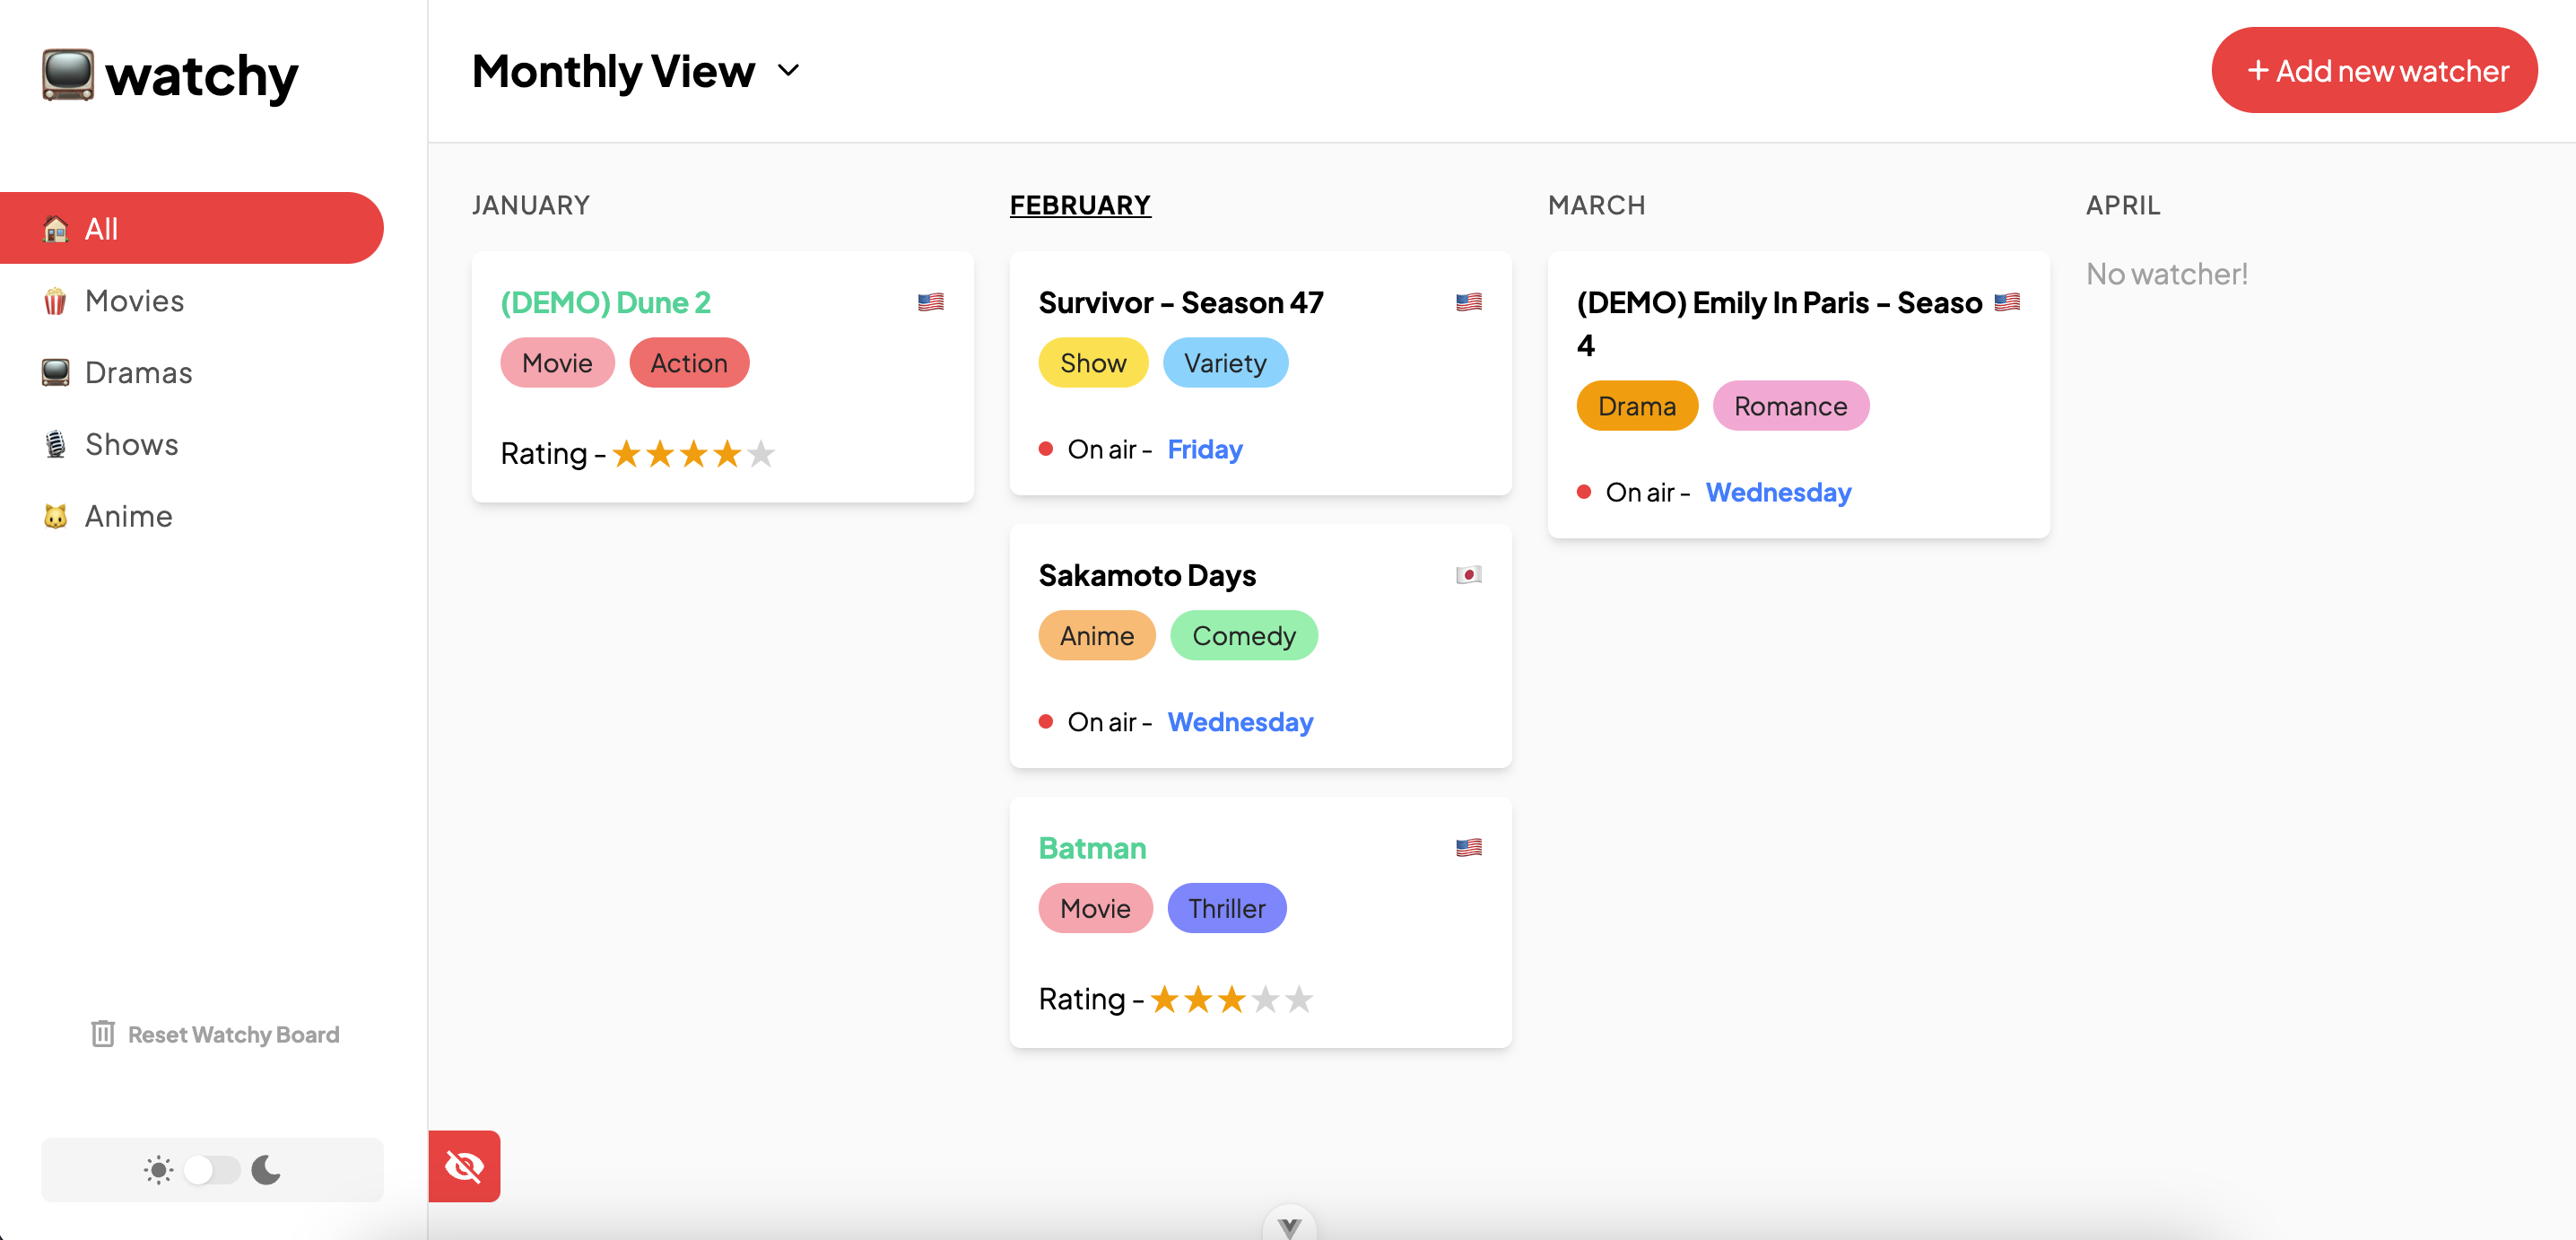 watchy
Monthly View
+ Add new watcher
All
Movies
Dramas
Shows
Anime
Reset Watchy Board
JANUARY
(DEMO) Dune 2
Movie Action
Rating -
FEBRUARY
Survivor - Season 47
Show Variety
On air - Friday
Sakamoto Days
Anime Comedy
On air - Wednesday
Batman
Movie Thriller
Rating -
MARCH
(DEMO) Emily In Paris - Seaso
4
Drama Romance
On air - Wednesday
APRIL
No watcher!